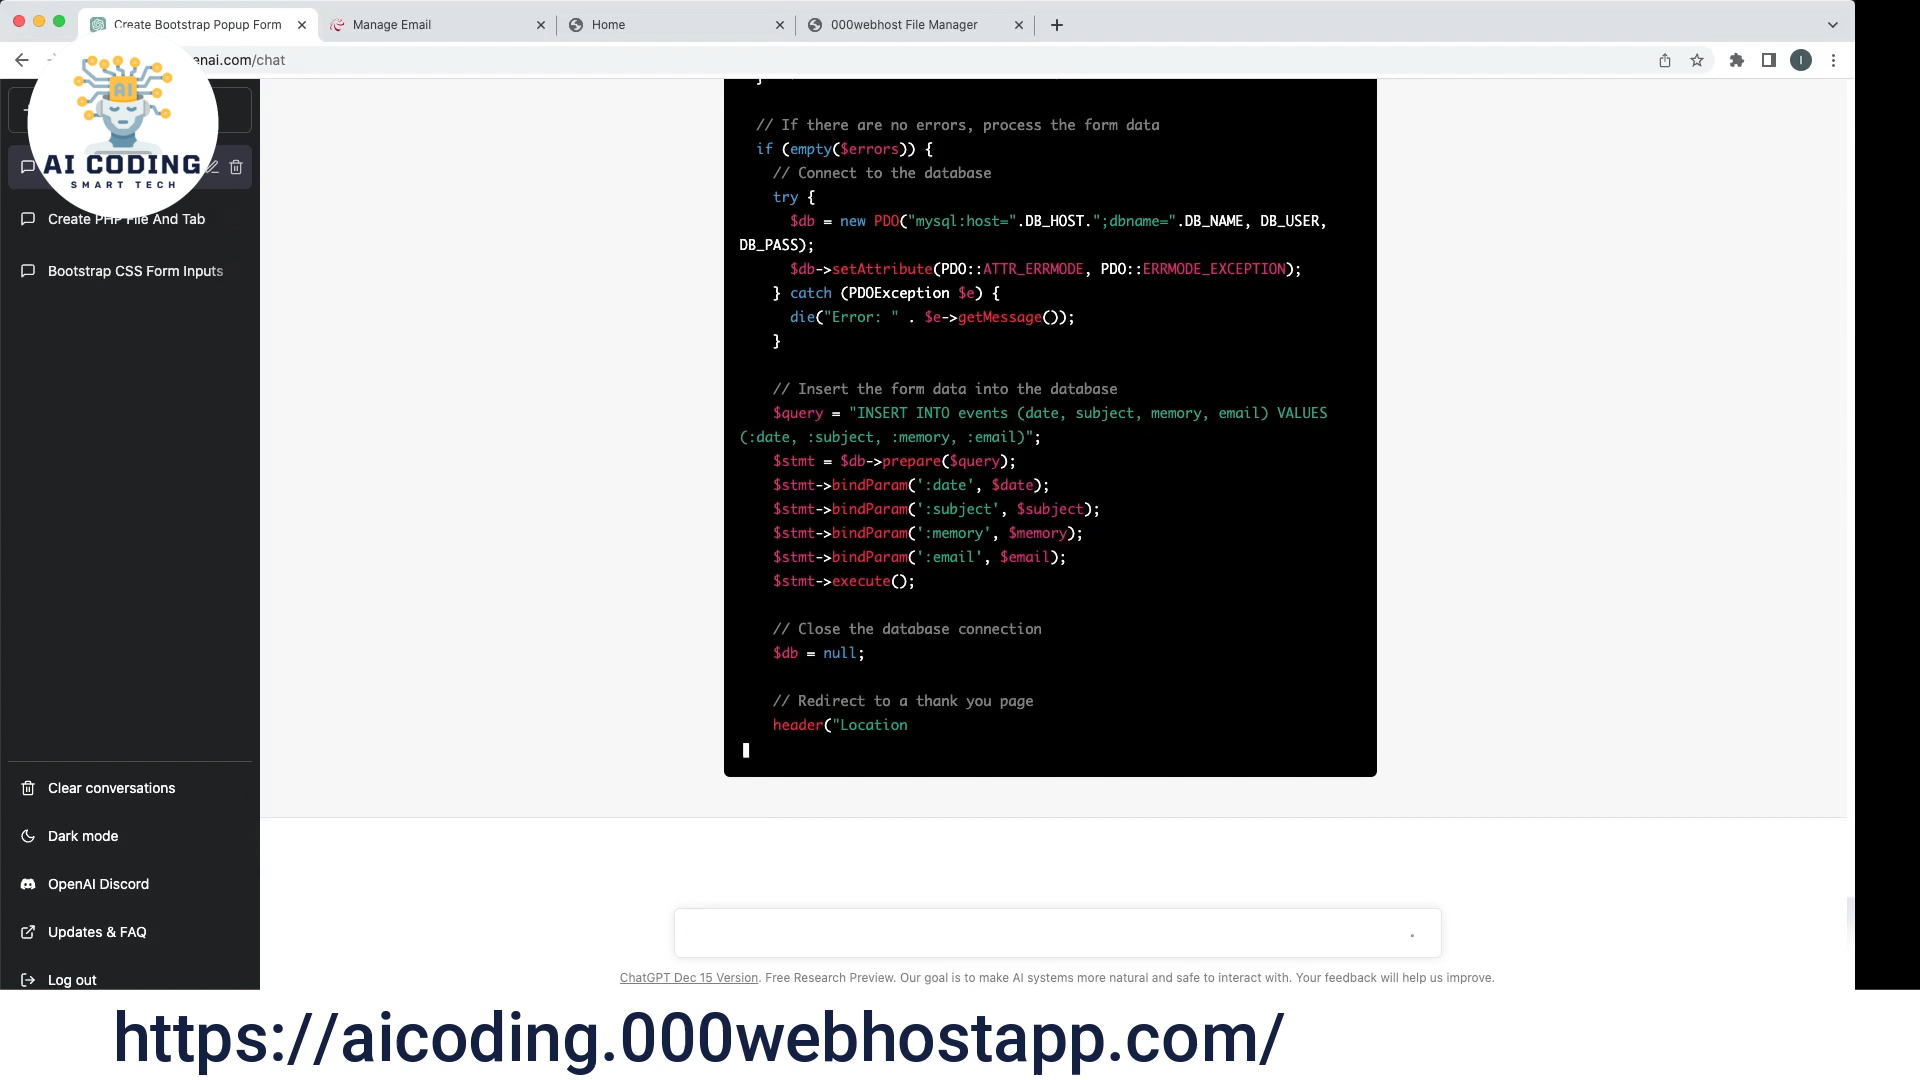 Create Bootstrap Popup Form
Manage Email
Home
000webhost File Manager
enai.com/chat
I
AI
AI CODING
SMART TECH
Create PHP File And Tab
Bootstrap CSS Form Inputs
}
// If there are no errors, process the form data
if (empty($errors)) {
// Connect to the database
try {
$db = new PDO("mysql:host=".DB_HOST.";dbname=".DB_NAME, DB_USER,
DB_PASS);
$db->setAttribute(PDO::ATTR_ERRMODE, PDO::ERRMODE_EXCEPTION);
} catch (PDOException $e) {
die("Error: " . $e->getMessage());
}
// Insert the form data into the database
$query = "INSERT INTO events (date, subject, memory, email) VALUES
(:date, :subject, :memory, :email)";
$stmt = $db->prepare($query);
$stmt->bindParam(':date', $date);
$stmt->bindParam(':subject', $subject);
$stmt->bindParam(':memory', $memory);
$stmt->bindParam(':email', $email);
$stmt->execute();
// Close the database connection
$db = null;
// Redirect to a thank you page
header("Location
Clear conversations
Dark mode
OpenAI Discord
Updates & FAQ
Log out
ChatGPT Dec 15 Version. Free Research Preview. Our goal is to make AI systems more natural and safe to interact with. Your feedback will help us improve.
https://aicoding.000webhostapp.com/